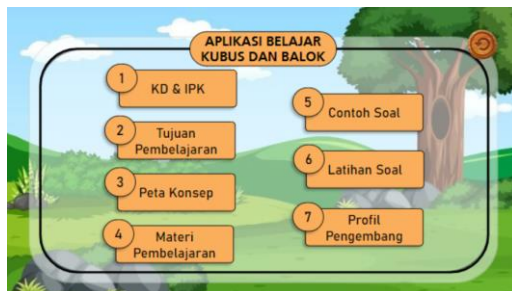 APLIKASI BELAJAR
KUBUS DAN BALOK
1
KD & IPK
2
Tujuan
Pembelajaran
3
Peta Konsep
4
Materi
Pembelajaran
5
Contoh Soal
6
Latihan Soal
7
Profil
Pengembang